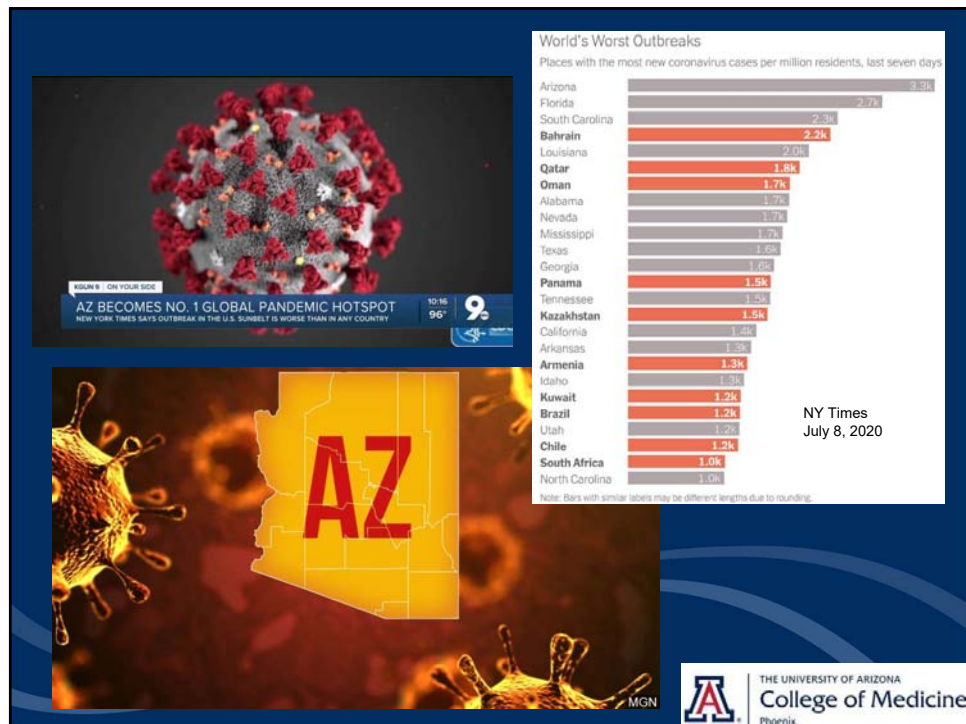 KGUN 9 | ON YOUR SIDE
AZ BECOMES NO. 1 GLOBAL PANDEMIC HOTSPOT
NEW YORK TIMES SAYS OUTBREAK IN THE U.S. SUNBELT IS WORSE THAN IN ANY COUNTRY
10:16
96°
9
World's Worst Outbreaks
Places with the most new coronavirus cases per million residents, last seven days
Arizona 3.3k
Florida 2.7k
South Carolina 2.3k
Bahrain 2.2k
Louisiana 2.0k
Qatar 1.8k
Oman 1.7k
Alabama 1.7k
Nevada 1.7k
Mississippi 1.7k
Texas 1.6k
Georgia 1.6k
Panama 1.5k
Tennessee 1.5k
Kazakhstan 1.5k
California 1.4k
Arkansas 1.3k
Armenia 1.3k
Idaho 1.3k
Kuwait 1.2k
Brazil 1.2k
Utah 1.2k
Chile 1.2k
South Africa 1.0k
North Carolina 1.0k
Note: Bars with similar labels may be different lengths due to rounding.
NY Times
July 8, 2020
AZ
MGN
A
THE UNIVERSITY OF ARIZONA
College of Medicine
Phoenix